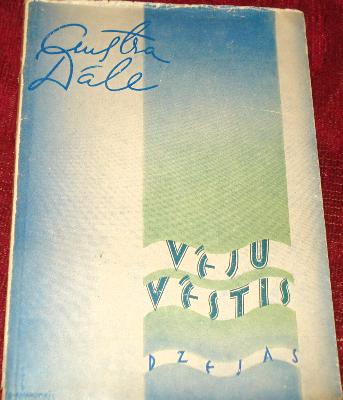 Austra
Dāle
VĒJU
VĒSTIS
DZEJAS